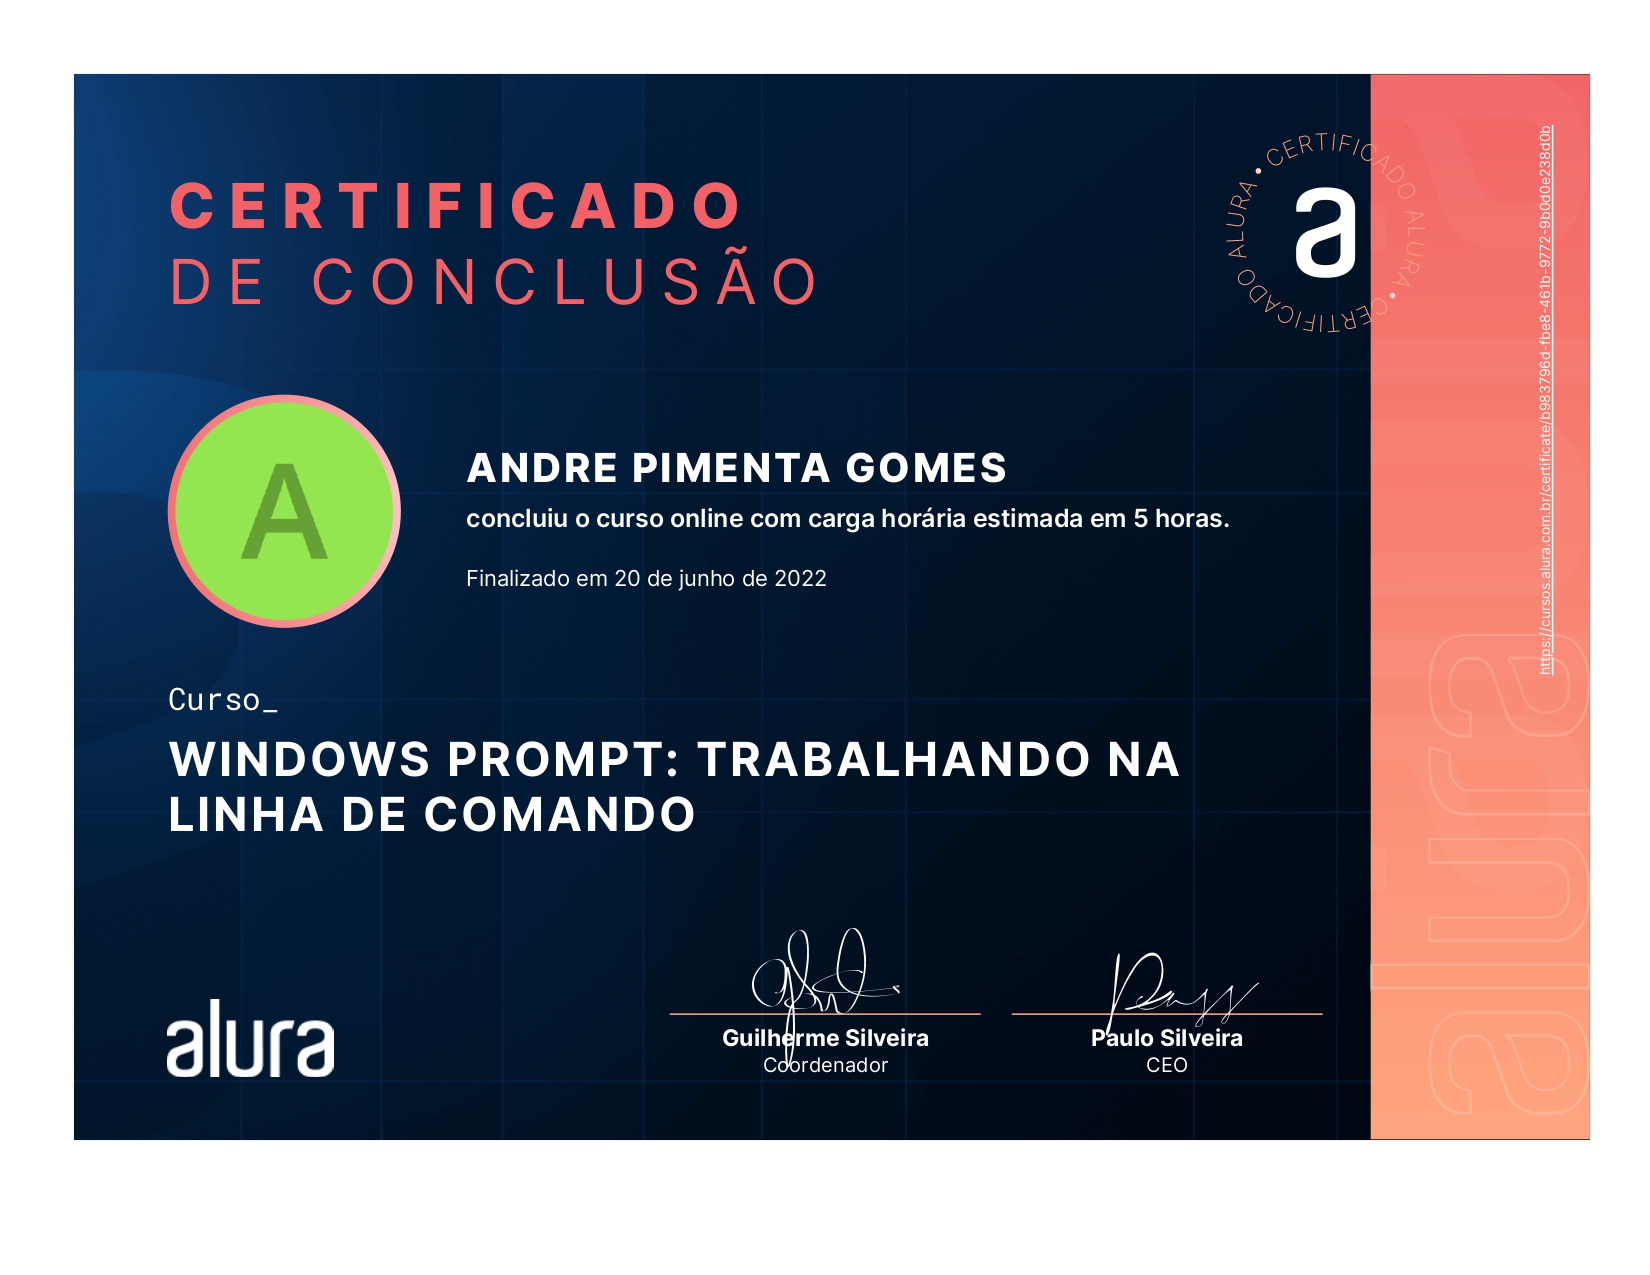 CERTIFICADO
DE CONCLUSÃO
• CERTIFICADO ALURA • CERTIFICADO ALURA
a
https://cursos.alura.com.br/certificate/b983796d-fbe8-461b-9772-9b0d0e238d0b
A
ANDRE PIMENTA GOMES
concluiu o curso online com carga horária estimada em 5 horas.
Finalizado em 20 de junho de 2022
Curso_
WINDOWS PROMPT: TRABALHANDO NA
LINHA DE COMANDO
alura
Guilherme Silveira
Coordenador
Paulo Silveira
CEO
alura